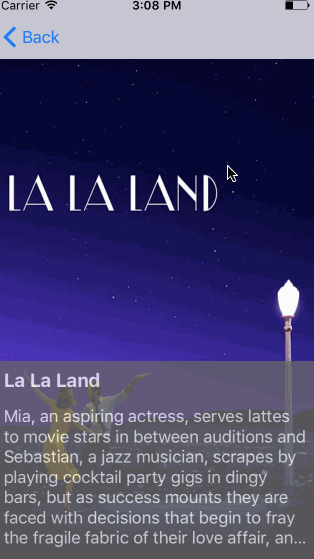 Carrier 3:08 PM
Back
LA LA LAND
La La Land
Mia, an aspiring actress, serves lattes
to movie stars in between auditions and
Sebastian, a jazz musician, scrapes by
playing cocktail party gigs in dingy
bars, but as success mounts they are
faced with decisions that begin to fray
the fragile fabric of their love affair, an...